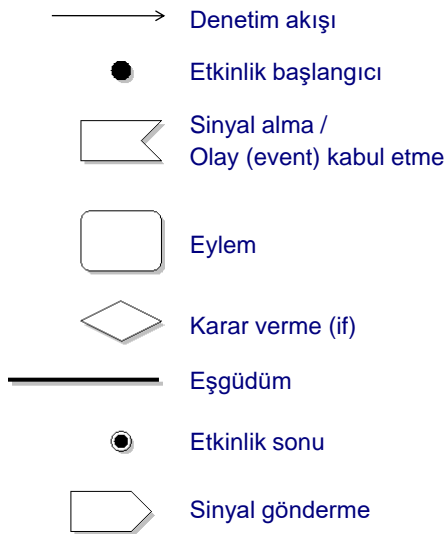 Denetim akışı
Etkinlik başlangıcı
Sinyal alma /
Olay (event) kabul etme
Eylem
Karar verme (if)
Eşgüdüm
Etkinlik sonu
Sinyal gönderme